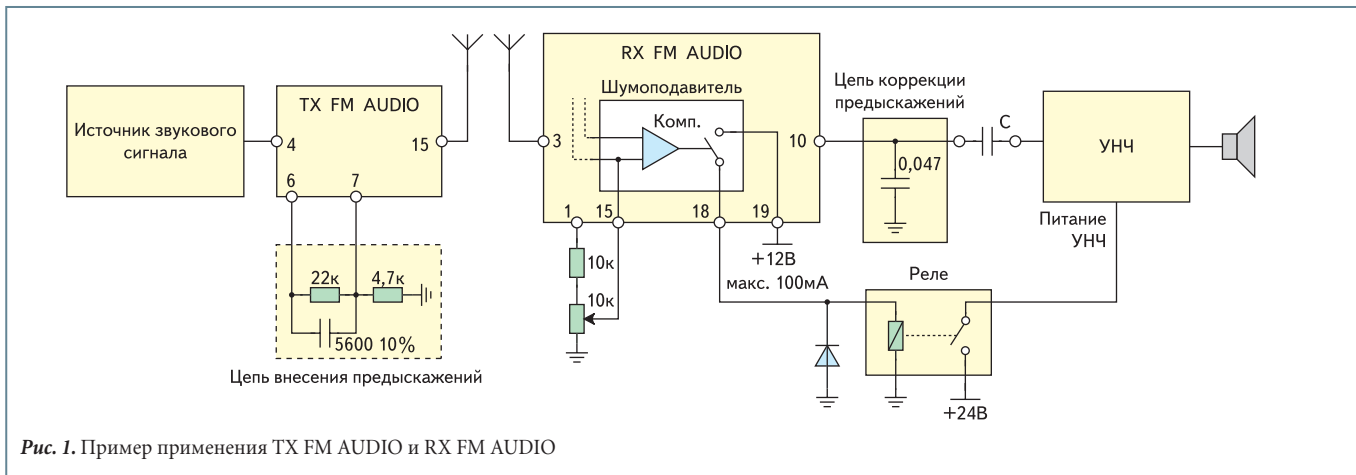 RX FM AUDIO
Шумоподавитель
Комп.
TX FM AUDIO
Источник звукового
сигнала
4
15
6
7
22к
4,7к
5600 10%
Цепь внесения предыскажений
3
10
1
15
18
19
10к
10к
+12В
макс. 100мА
Цепь коррекции
предыскажений
0,047
C
УНЧ
Питание
УНЧ
Реле
+24В
Рис. 1. Пример применения TX FM AUDIO и RX FM AUDIO